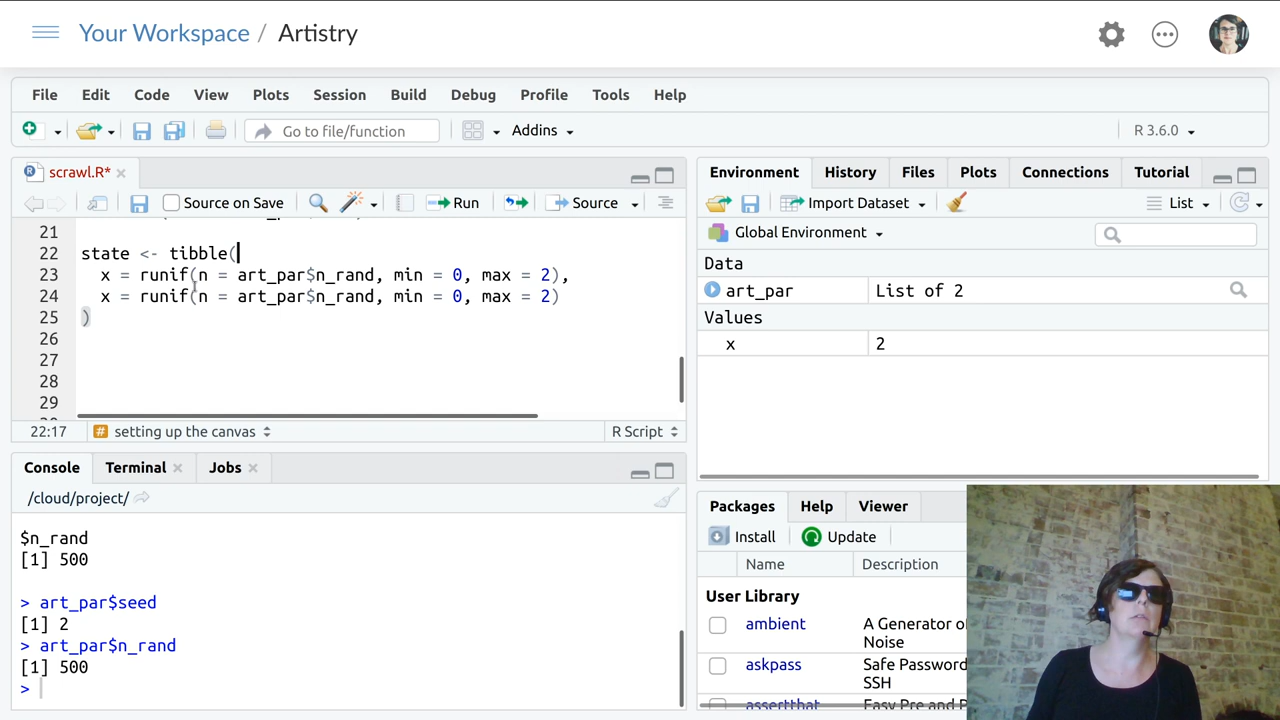 Your Workspace / Artistry
File Edit Code View Plots Session Build Debug Profile Tools Help
Go to file/function Addins R 3.6.0
scrawl.R*
Source on Save Run Source
21
22 state <- tibble(
23 x = runif(n = art_par$n_rand, min = 0, max = 2),
24 x = runif(n = art_par$n_rand, min = 0, max = 2)
25 )
26
27
28
29
22:17 # setting up the canvas R Script
Console Terminal Jobs
/cloud/project/
$n_rand
[1] 500
> art_par$seed
[1] 2
> art_par$n_rand
[1] 500
>
Environment History Files Plots Connections Tutorial
Import Dataset List
Global Environment
Data
art_par List of 2
Values
x 2
Packages Help Viewer
Install Update
Name Description
User Library
ambient A Generator o
Noise
askpass Safe Password
SSH
assertthat Easy Pre and P